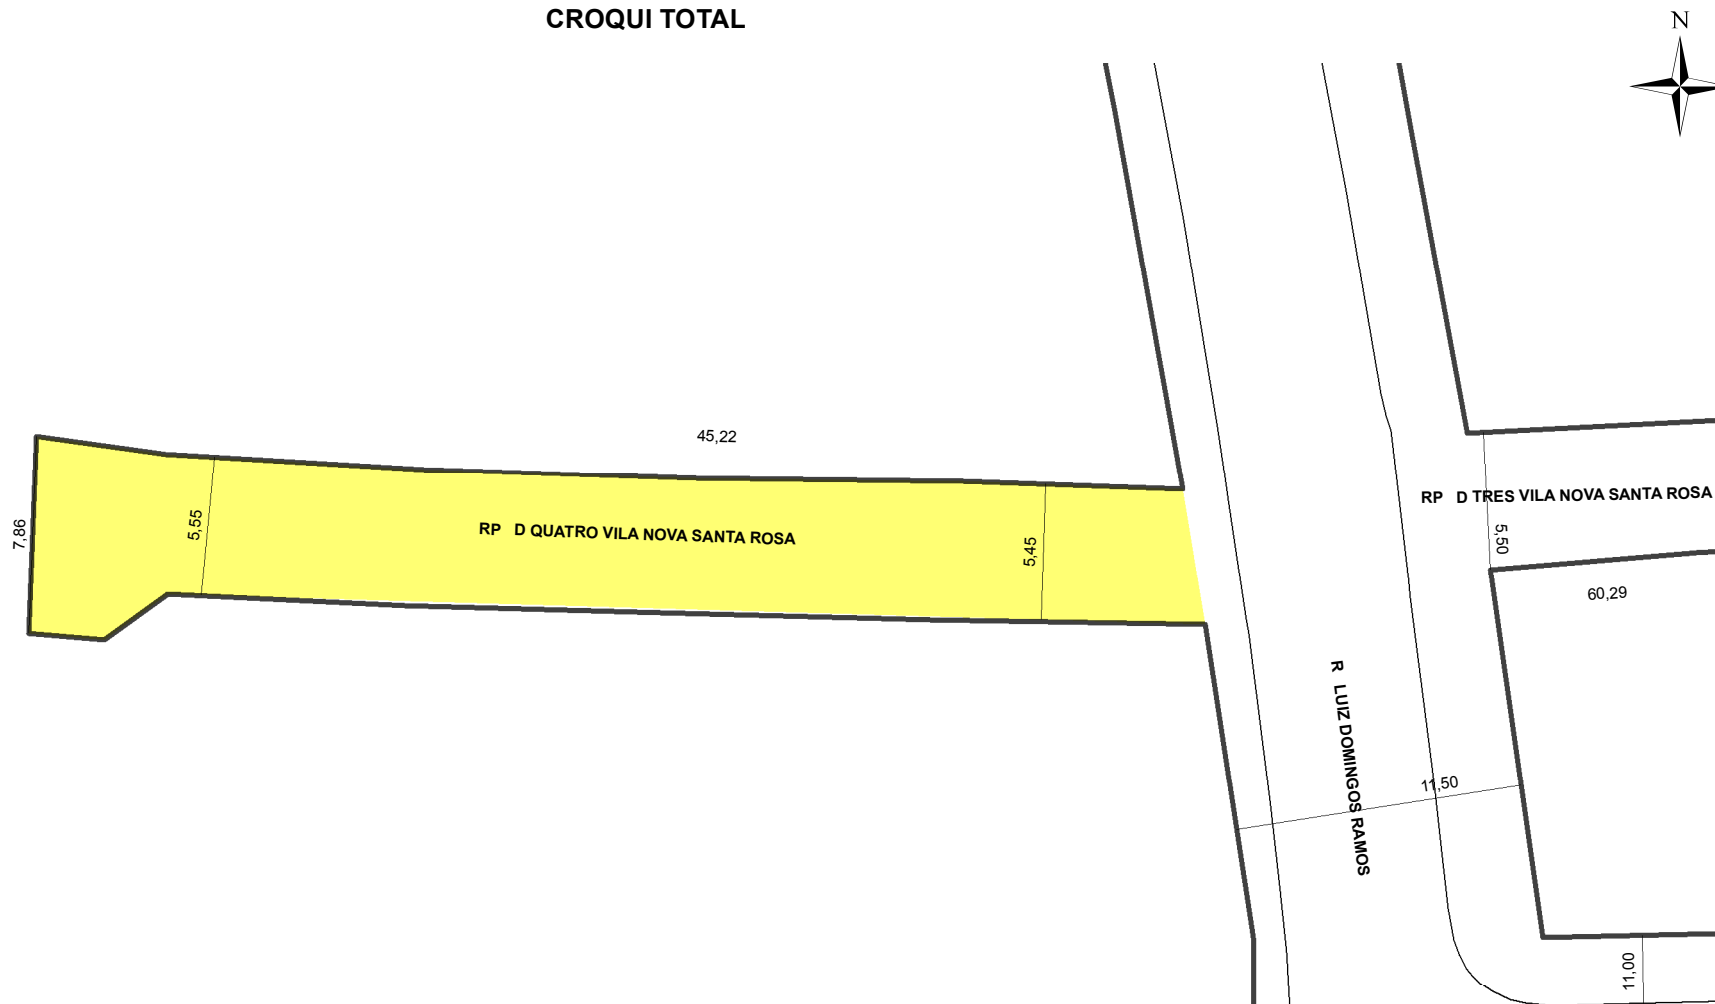 CROQUI TOTAL
N
45,22
7,86
5,55
RP D QUATRO VILA NOVA SANTA ROSA
5,45
RP D TRES VILA NOVA SANTA ROSA
5,50
60,29
R LUIZ DOMINGOS RAMOS
11,50
11,00